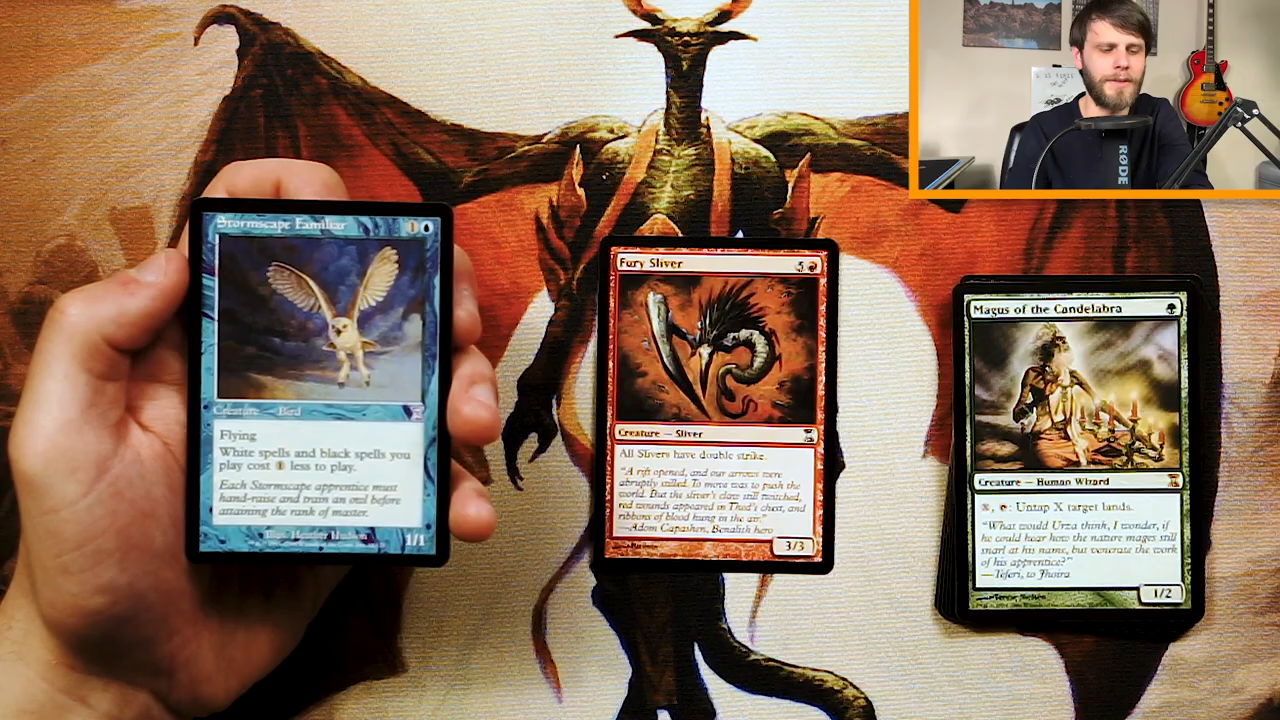 RØDE
Stormscape Familiar
1
Creature — Bird
Flying
White spells and black spells you
play cost 1 less to play.
Each Stormscape apprentice must
hand-raise and train an owl before
attaining the rank of master.
Illus. Heather Hudson
1/1
Fury Sliver
5
Creature — Sliver
All Slivers have double strike.
"A rift opened, and our arrows were
abruptly stilled. To move was to push the
world. But the sliver's claw still twitched,
red wounds appeared in Thed's chest, and
ribbons of blood hung in the air."
—Adom Capashen, Benalish hero
3/3
Magus of the Candelabra
Creature — Human Wizard
: Untap X target lands.
"What would Urza think, I wonder, if
he could hear how the nature mages still
snarl at his name, but venerate the work
of his apprentice?"
—Teferi, to Jhoira
1/2